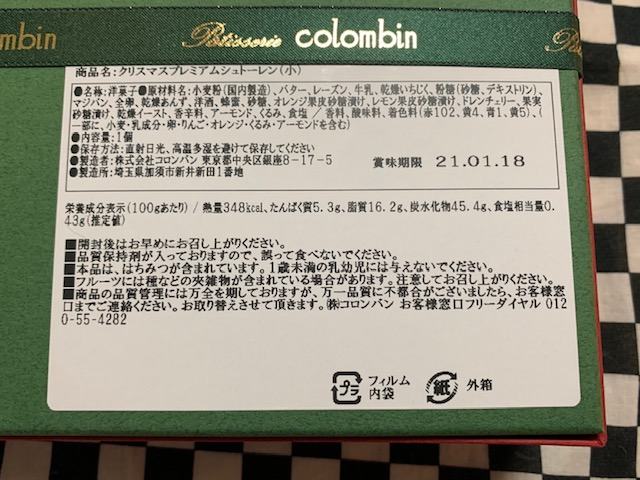 mbin
Pâtisserie colombin
商品名:クリスマスプレミアムシュトーレン(小)
●名称:洋菓子●原材料名:小麦粉(国内製造)、バター、レーズン、牛乳、乾燥いちじく、粉糖(砂糖、デキストリン)、
マジパン、全卵、乾燥あんず、洋酒、蜂蜜、砂糖、オレンジ果皮砂糖漬け、レモン果皮砂糖漬け、ドレンチェリー、果実
砂糖漬け、乾燥イースト、香辛料、アーモンド、くるみ、食塩/香料、酸味料、着色料(赤102、黄4、青1、黄5)、(
一部に、小麦・乳成分・卵・りんご・オレンジ・くるみ・アーモンドを含む)
●内容量:1個
●保存方法:直射日光、高温多湿を避けて保存してください
●製造者:株式会社コロンバン 東京都中央区銀座8-17-5
賞味期限 21.01.18
●製造所:埼玉県加須市新井新田1番地
栄養成分表示(100gあたり)/熱量348kcal、たんぱく質5.3g、脂質16.2g、炭水化物45.4g、食塩相当量0.
43g(推定値)
■開封後はお早めにお召し上がりください。
■品質保持剤が入っておりますので、誤って食べないでください。
■本品は、はちみつが含まれています。1歳未満の乳幼児には与えないでください。
■フルーツには種などの夾雑物が含まれている場合があります。注意してお召し上がりください。
■商品の品質管理には万全を期しておりますが、万一品質に不都合がございましたら、お客様窓
口までご連絡ください。お取り替えさせて頂きます。㈱コロンバン お客様窓口フリーダイヤル 012
0-55-4282
プラ フィルム
内袋
紙 外箱